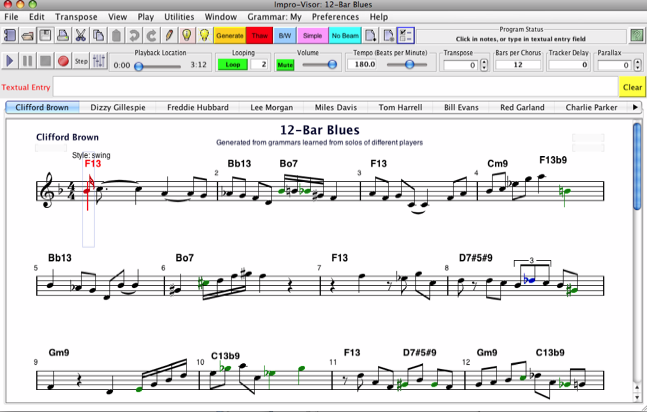 Impro-Visor: 12-Bar Blues
File Edit Transpose View Play Utilities Window Grammar: My Preferences Help
Generate Thru B/W Simple No Beam Program Status
Click in notes, or type in textual entry field
Playback Location Looping Volume Tempo (Beats per Minute) Transpose Bars per Chorus Tracker Delay Parallax
Step 0:00 3:12 Loop 2 Mute 180.0 0 12 0 0
Textual Entry Clear
Clifford Brown Dizzy Gillespie Freddie Hubbard Lee Morgan Miles Davis Tom Harrell Bill Evans Red Garland Charlie Parker
12-Bar Blues
Clifford Brown
Generated from grammars learned from solos of different players
Style: swing
F13 Bb13 Bo7 F13 Cm9 F13b9
4 4 2 3 4
Bb13 Bo7 F13 D7#5#9
5 6 7 8 3
Gm9 C13b9 F13 D7#5#9 Gm9 C13b9
9 10 11 12